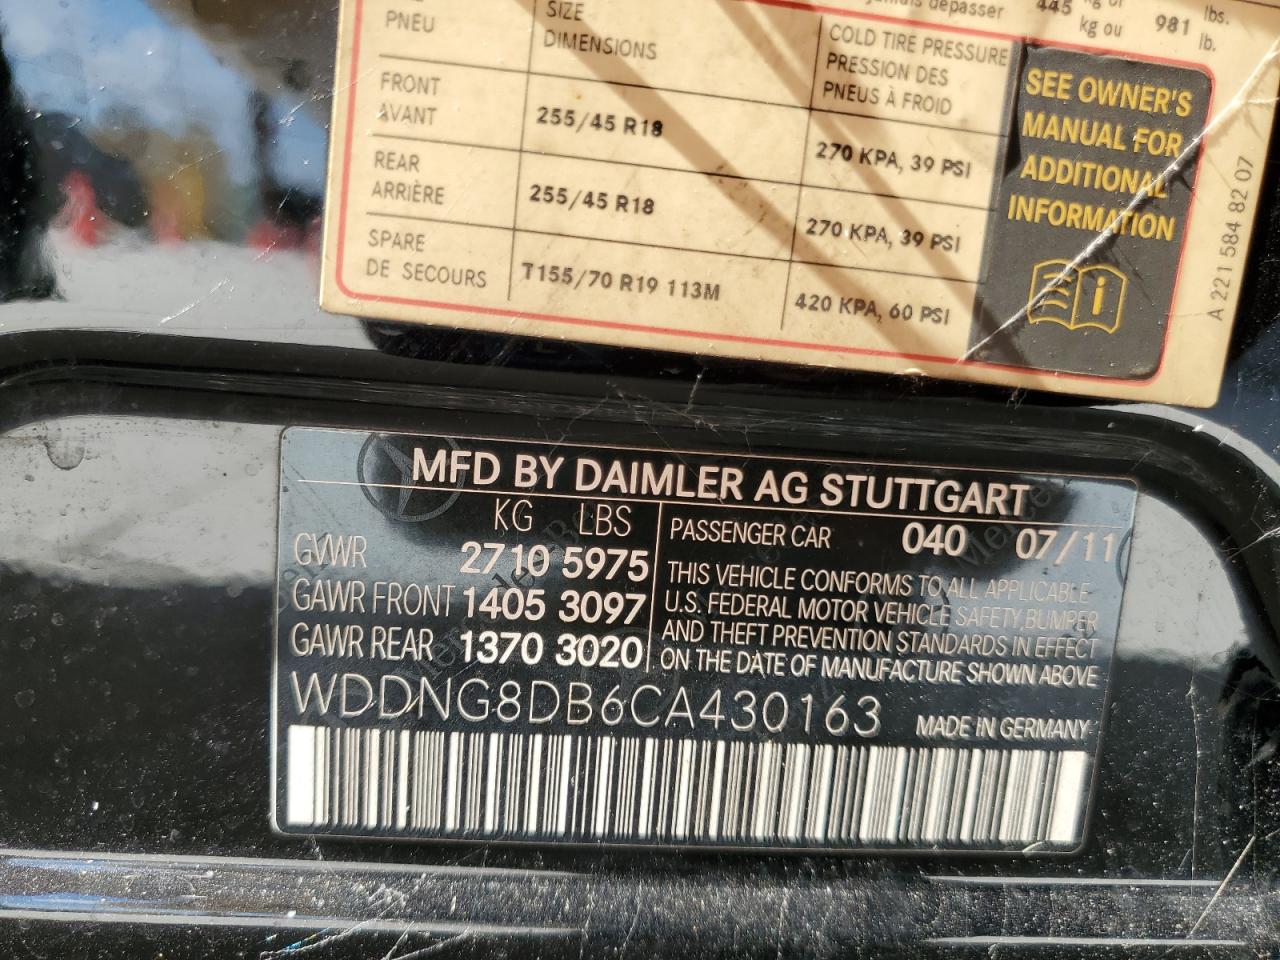 jamais dépasser 445 kg ou 981 lbs.
kg ou lb.
PNEU
SIZE
DIMENSIONS
COLD TIRE PRESSURE
PRESSION DES
PNEUS À FROID
FRONT
AVANT
255/45 R18
270 KPA, 39 PSI
REAR
ARRIÈRE
255/45 R18
270 KPA, 39 PSI
SPARE
DE SECOURS
T155/70 R19 113M
420 KPA, 60 PSI
SEE OWNER'S
MANUAL FOR
ADDITIONAL
INFORMATION
A 221 584 82 07
MFD BY DAIMLER AG STUTTGART
KG LBS
GVWR 2710 5975
GAWR FRONT 1405 3097
GAWR REAR 1370 3020
PASSENGER CAR 040 07/11
THIS VEHICLE CONFORMS TO ALL APPLICABLE
U.S. FEDERAL MOTOR VEHICLE SAFETY,BUMPER
AND THEFT PREVENTION STANDARDS IN EFFECT
ON THE DATE OF MANUFACTURE SHOWN ABOVE
WDDNG8DB6CA430163 MADE IN GERMANY